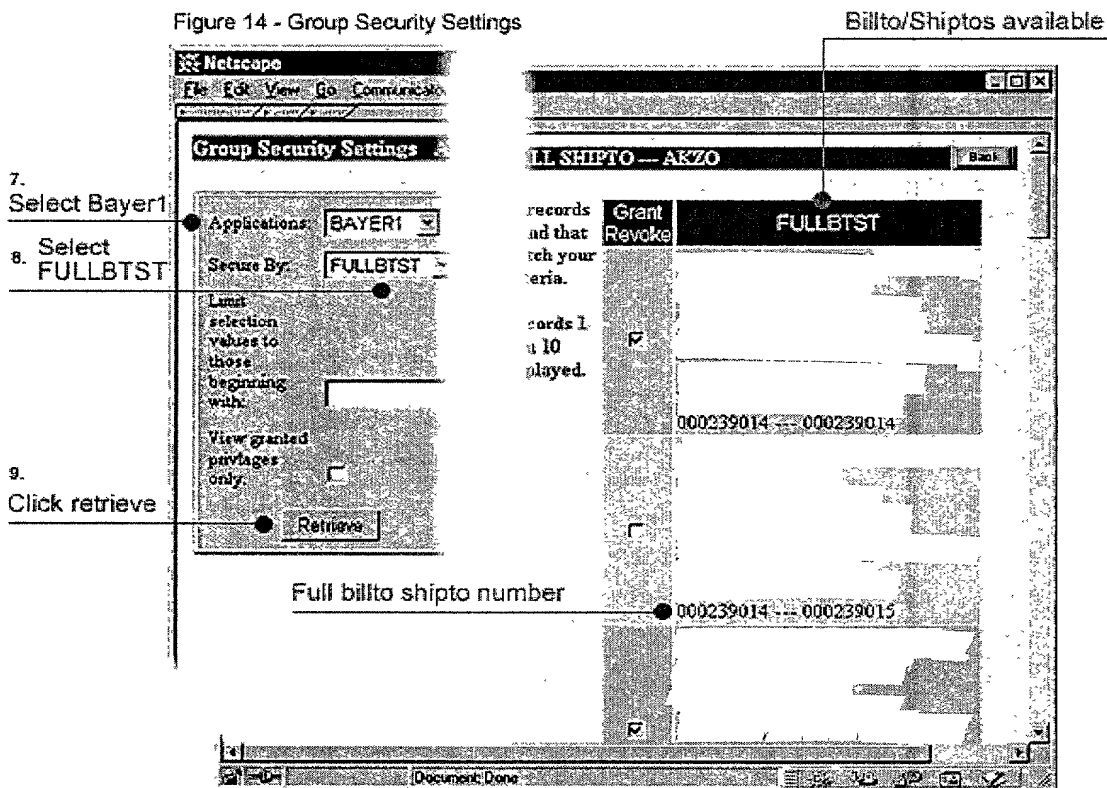 Figure 14 - Group Security Settings
Billto/Shiptos available
Netscape
File Edit View Go Communicato
Group Security Settings
LL SHIPTO --- AKZO
Back
7.
Select Bayer1
Applications: BAYER1
8. Select
FULLBTST
Secure By: FULLBTST
Limit
selection
values to
those
beginning
with:
View granted
privlages
only:
9.
Click retrieve
Retrieve
records
nd that
tch your
eria.
cords 1
u 10
played.
Grant
Revoke
FULLBTST
000239014 --- 000239014
Full billto shipto number
000239014 --- 000239015
Document: Done